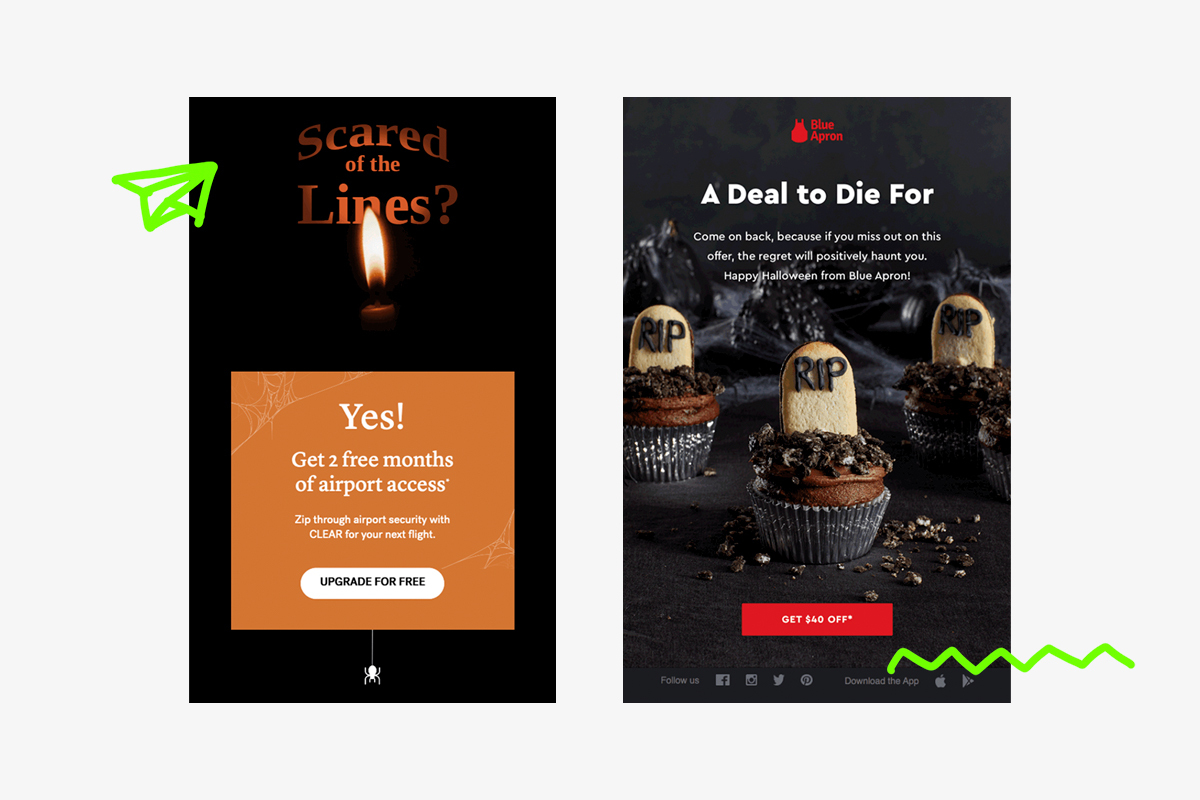 Scared
of the
Lines?
Yes!
Get 2 free months
of airport access*
Zip through airport security with
CLEAR for your next flight.
UPGRADE FOR FREE
Blue
Apron
A Deal to Die For
Come on back, because if you miss out on this
offer, the regret will positively haunt you.
Happy Halloween from Blue Apron!
RIP
RIP
RIP
GET $40 OFF*
Follow us
Download the App